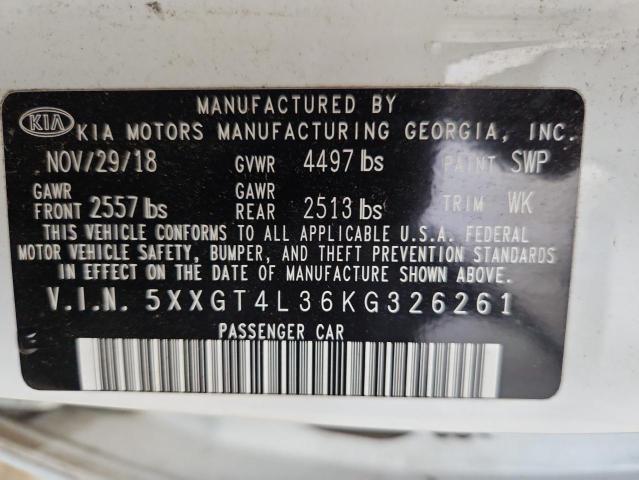 MANUFACTURED BY
KIA KIA MOTORS MANUFACTURING GEORGIA, INC.
NOV/29/18 GVWR 4497 lbs PAINT SWP
GAWR FRONT 2557 lbs GAWR REAR 2513 lbs TRIM WK
THIS VEHICLE CONFORMS TO ALL APPLICABLE U.S.A. FEDERAL
MOTOR VEHICLE SAFETY, BUMPER, AND THEFT PREVENTION STANDARDS
IN EFFECT ON THE DATE OF MANUFACTURE SHOWN ABOVE.
V.I.N. 5XXGT4L36KG326261
PASSENGER CAR